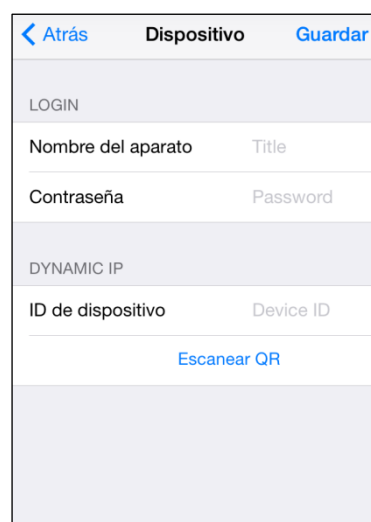 Atrás Dispositivo Guardar
LOGIN
Nombre del aparato Title
Contraseña Password
DYNAMIC IP
ID de dispositivo Device ID
Escanear QR